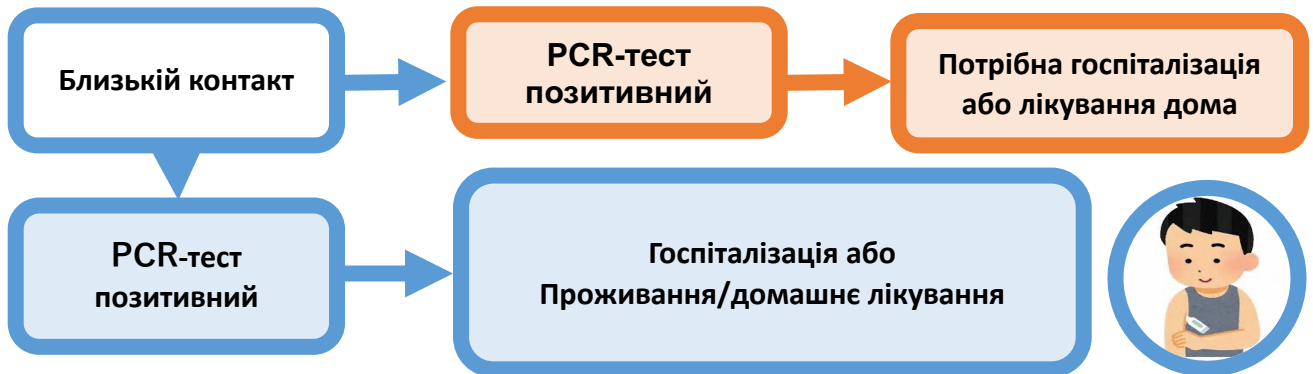 Близькій контакт
PCR-тест
позитивний
Потрібна госпіталізація
або лікування дома
PCR-тест
позитивний
Госпіталізація або
Проживання/домашнє лікування